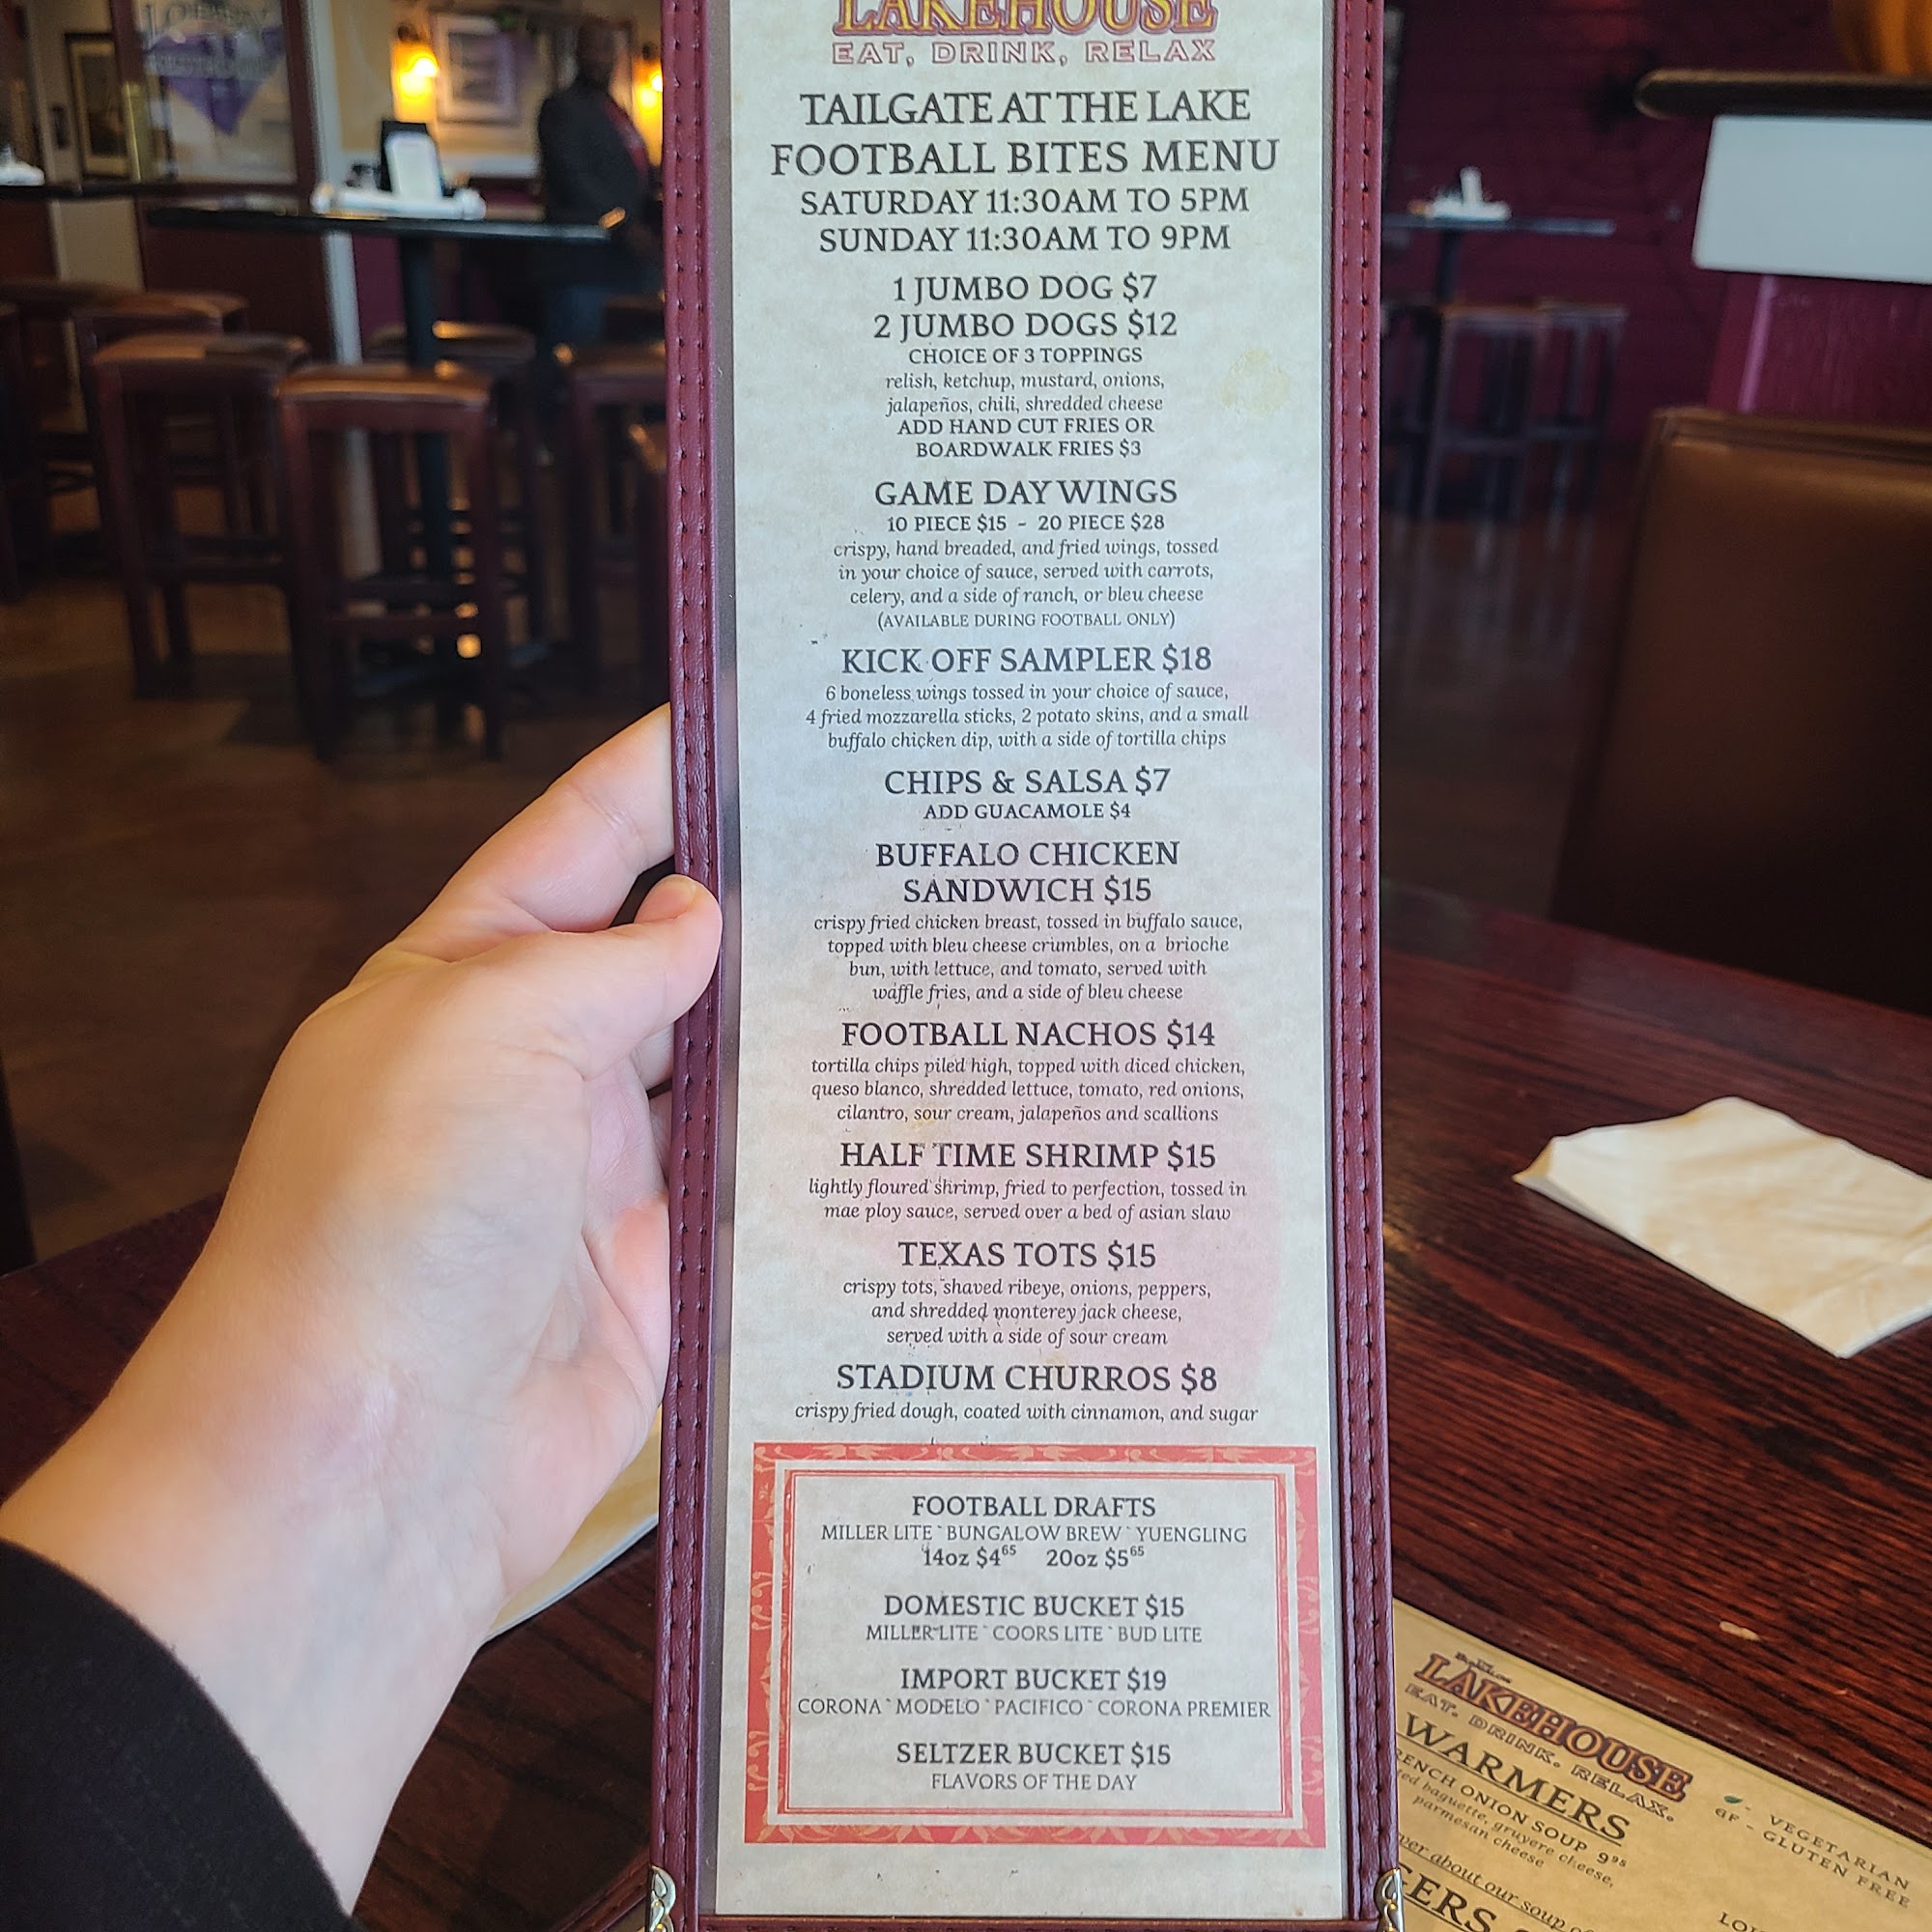 LAKEHOUSE
EAT, DRINK, RELAX
TAILGATE AT THE LAKE
FOOTBALL BITES MENU
SATURDAY 11:30AM TO 5PM
SUNDAY 11:30AM TO 9PM
1 JUMBO DOG $7
2 JUMBO DOGS $12
CHOICE OF 3 TOPPINGS
relish, ketchup, mustard, onions,
jalapeños, chili, shredded cheese
ADD HAND CUT FRIES OR
BOARDWALK FRIES $3
GAME DAY WINGS
10 PIECE $15 - 20 PIECE $28
crispy, hand breaded, and fried wings, tossed
in your choice of sauce, served with carrots,
celery, and a side of ranch, or bleu cheese
(AVAILABLE DURING FOOTBALL ONLY)
KICK OFF SAMPLER $18
6 boneless wings tossed in your choice of sauce,
4 fried mozzarella sticks, 2 potato skins, and a small
buffalo chicken dip, with a side of tortilla chips
CHIPS & SALSA $7
ADD GUACAMOLE $4
BUFFALO CHICKEN
SANDWICH $15
crispy fried chicken breast, tossed in buffalo sauce,
topped with bleu cheese crumbles, on a brioche
bun, with lettuce, and tomato, served with
waffle fries, and a side of bleu cheese
FOOTBALL NACHOS $14
tortilla chips piled high, topped with diced chicken,
queso blanco, shredded lettuce, tomato, red onions,
cilantro, sour cream, jalapeños and scallions
HALF TIME SHRIMP $15
lightly floured shrimp, fried to perfection, tossed in
mae ploy sauce, served over a bed of asian slaw
TEXAS TOTS $15
crispy tots, shaved ribeye, onions, peppers,
and shredded monterey jack cheese,
served with a side of sour cream
STADIUM CHURROS $8
crispy fried dough, coated with cinnamon, and sugar
FOOTBALL DRAFTS
MILLER LITE ` BUNGALOW BREW ` YUENGLING
14oz $4⁶⁵ 20oz $5⁶⁵
DOMESTIC BUCKET $15
MILLER LITE ` COORS LITE ` BUD LITE
IMPORT BUCKET $19
CORONA ` MODELO ` PACIFICO ` CORONA PREMIER
SELTZER BUCKET $15
FLAVORS OF THE DAY
LAKEHOUSE
EAT. DRINK. RELAX.
WARMERS
ONION SOUP 9⁹⁵
baguette, gruyere cheese,
parmesan cheese
about our soup
- VEGETARIAN
GF - GLUTEN FREE